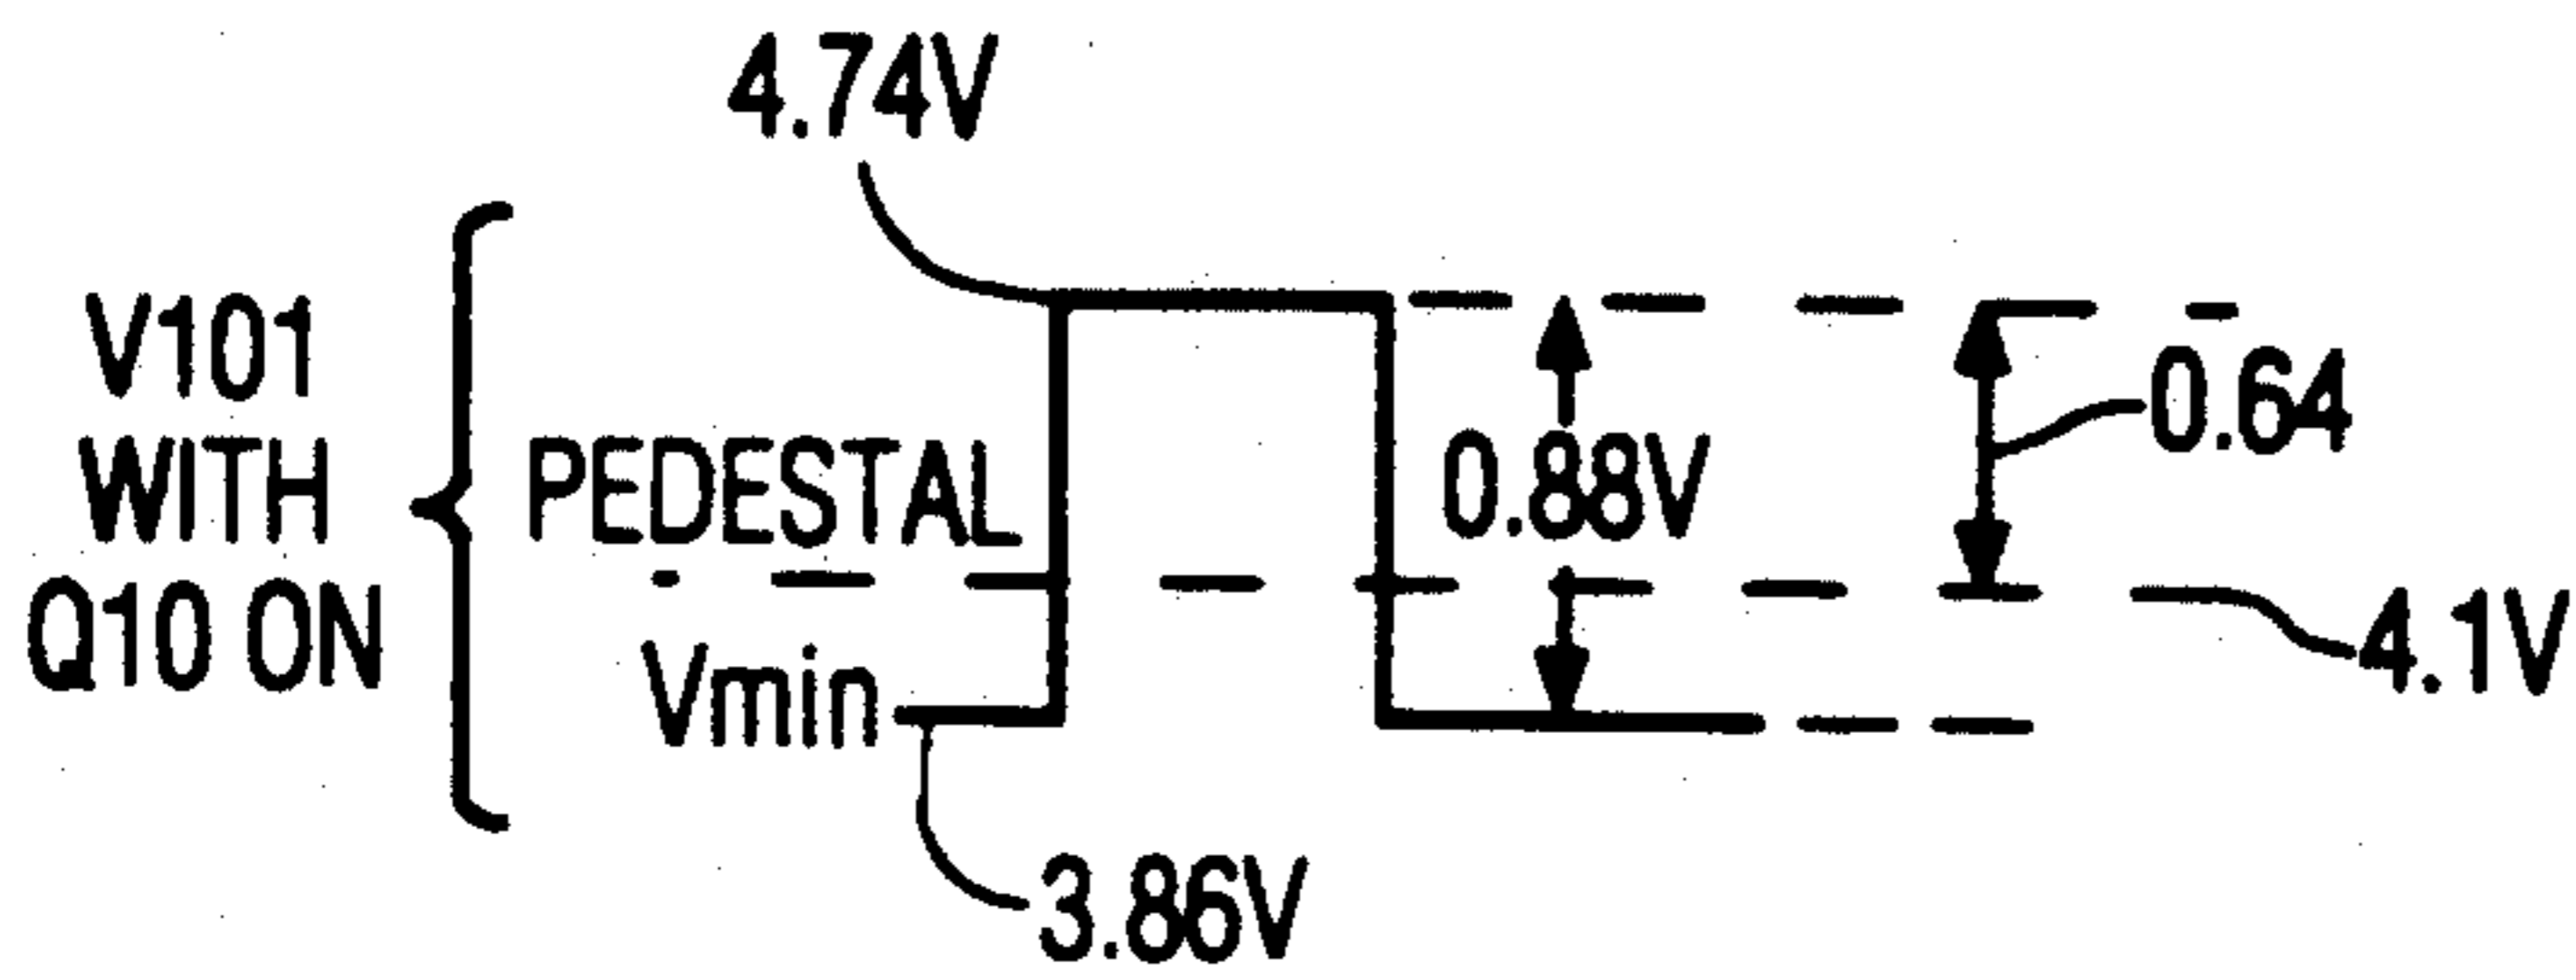 4.74V
V101
WITH
Q10 ON
PEDESTAL
0.88V
0.64
Vmin
4.1V
3.86V